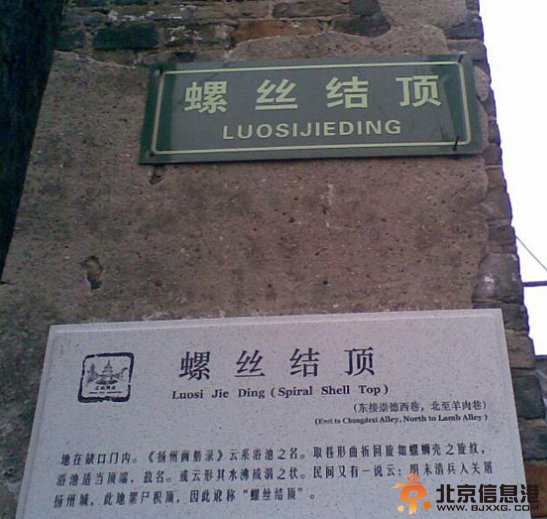 螺丝结顶
LUOSIJIEDING
螺丝结顶
Luosi Jie Ding (Spiral Shell Top)
(东接崇德西巷,北至羊肉巷)
(East to Chongdexi Alley, North to Lamb Alley)
地在缺口门内。《扬州画舫录》云系浴池之名。取巷形曲折回旋如螺蛳壳之旋纹,
浴池适当顶端,故名。或云形其水沸成涡之状。民间又有一说云:明末清兵入关屠
扬州城,此地累尸积顶,因此讹称“螺丝结顶”。
北京信息港
WWW.BJXXG.COM